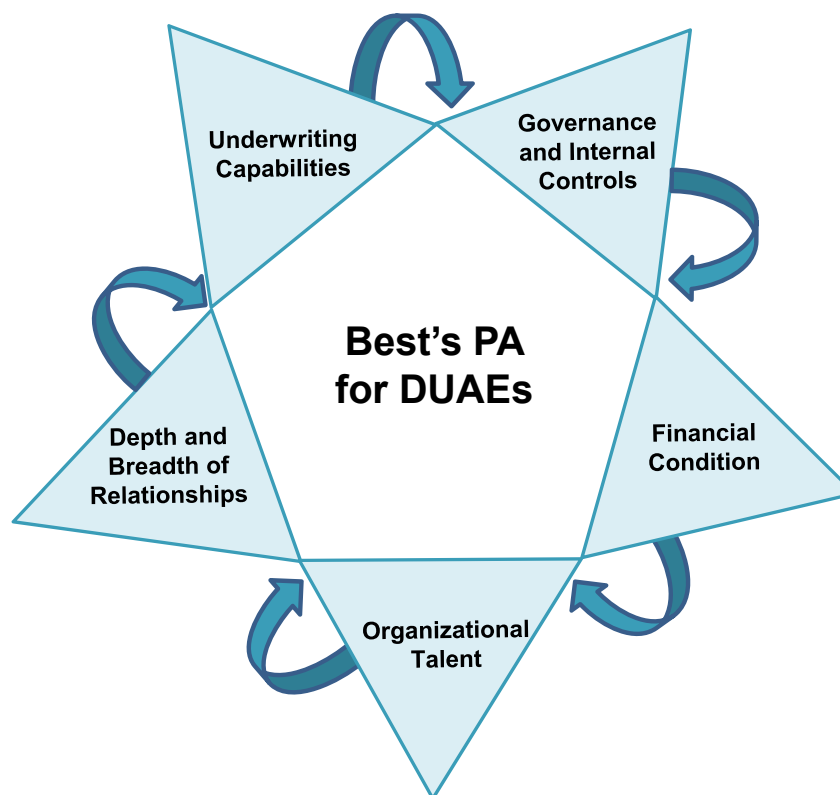 Underwriting
Capabilities
Governance
and Internal
Controls
Best’s PA
for DUAEs
Depth and
Breadth of
Relationships
Financial
Condition
Organizational
Talent